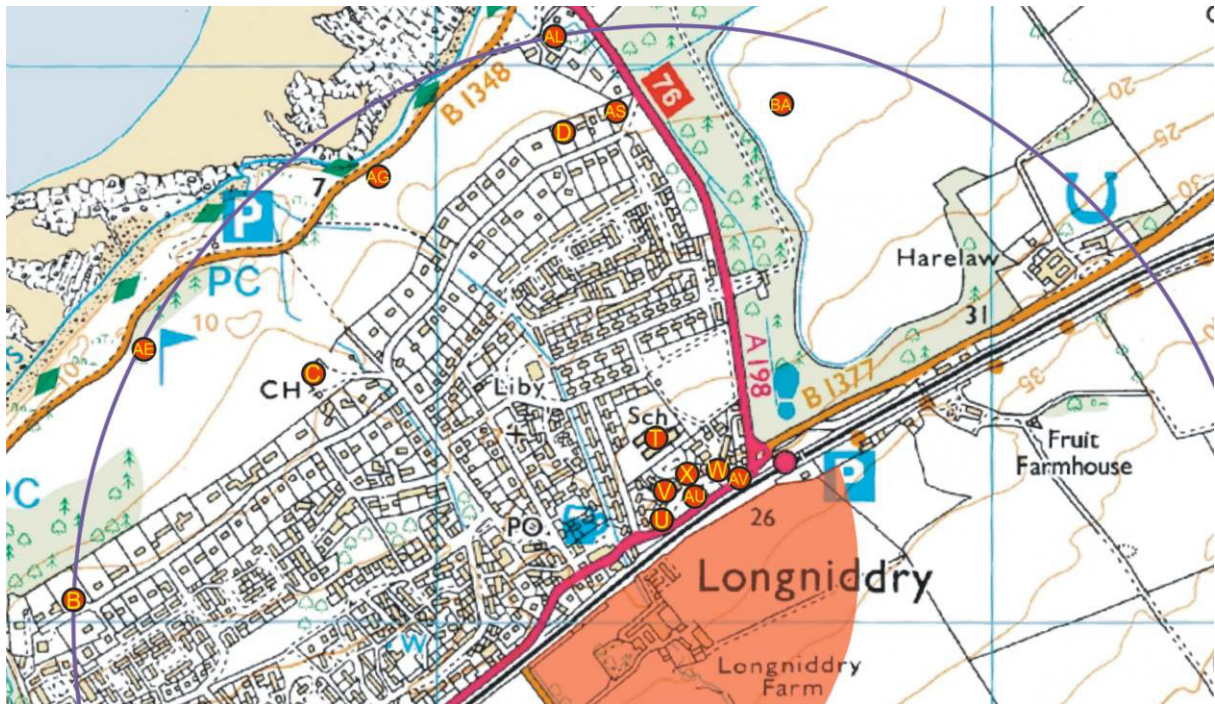 AL
B 1348
76
BA
AS
D
20
25
7
AG
30
P
PC
Harelaw
10
31
AE
10
A 198
B 1377
35
CH
C
Liby
Sch
T
Fruit
Farmhouse
PC
X
W
AV
P
V
AU
U
PO
26
Longniddry
B
W
Longniddry
Farm